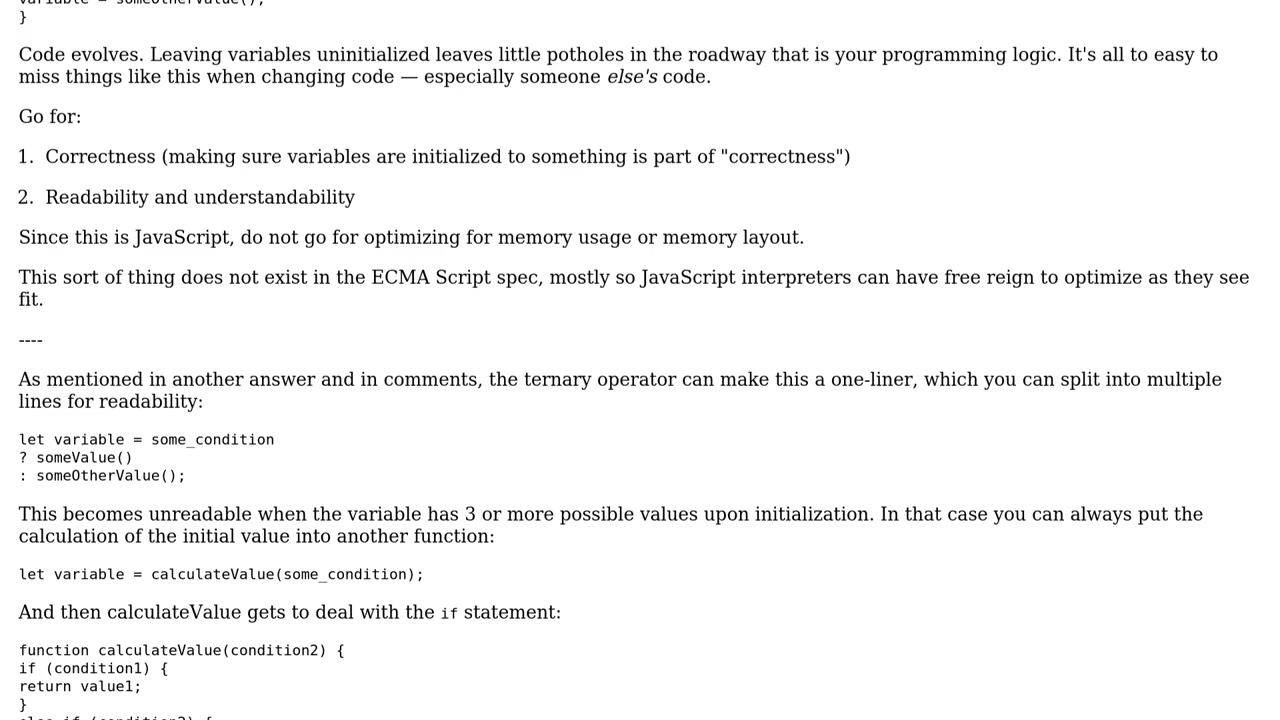 variable = someOtherValue();
}
Code evolves. Leaving variables uninitialized leaves little potholes in the roadway that is your programming logic. It's all to easy to
miss things like this when changing code — especially someone else's code.
Go for:
1. Correctness (making sure variables are initialized to something is part of "correctness")
2. Readability and understandability
Since this is JavaScript, do not go for optimizing for memory usage or memory layout.
This sort of thing does not exist in the ECMA Script spec, mostly so JavaScript interpreters can have free reign to optimize as they see
fit.
----
As mentioned in another answer and in comments, the ternary operator can make this a one-liner, which you can split into multiple
lines for readability:
let variable = some_condition
? someValue()
: someOtherValue();
This becomes unreadable when the variable has 3 or more possible values upon initialization. In that case you can always put the
calculation of the initial value into another function:
let variable = calculateValue(some_condition);
And then calculateValue gets to deal with the if statement:
function calculateValue(condition2) {
if (condition1) {
return value1;
}
else if (condition2) {